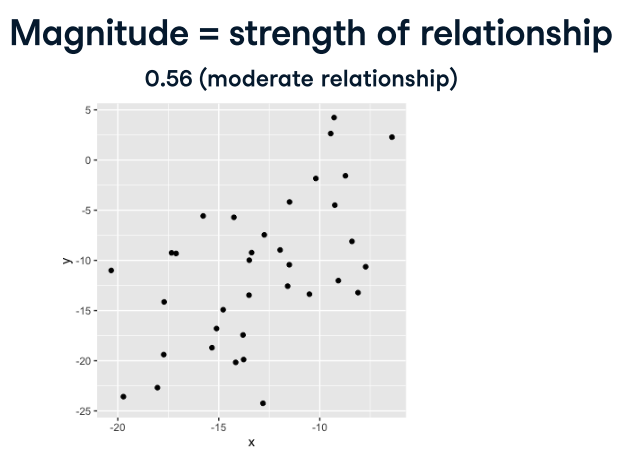 Magnitude = strength of relationship
0.56 (moderate relationship)
5
0
-5
y
-10
-15
-20
-25
-20 -15 -10
x